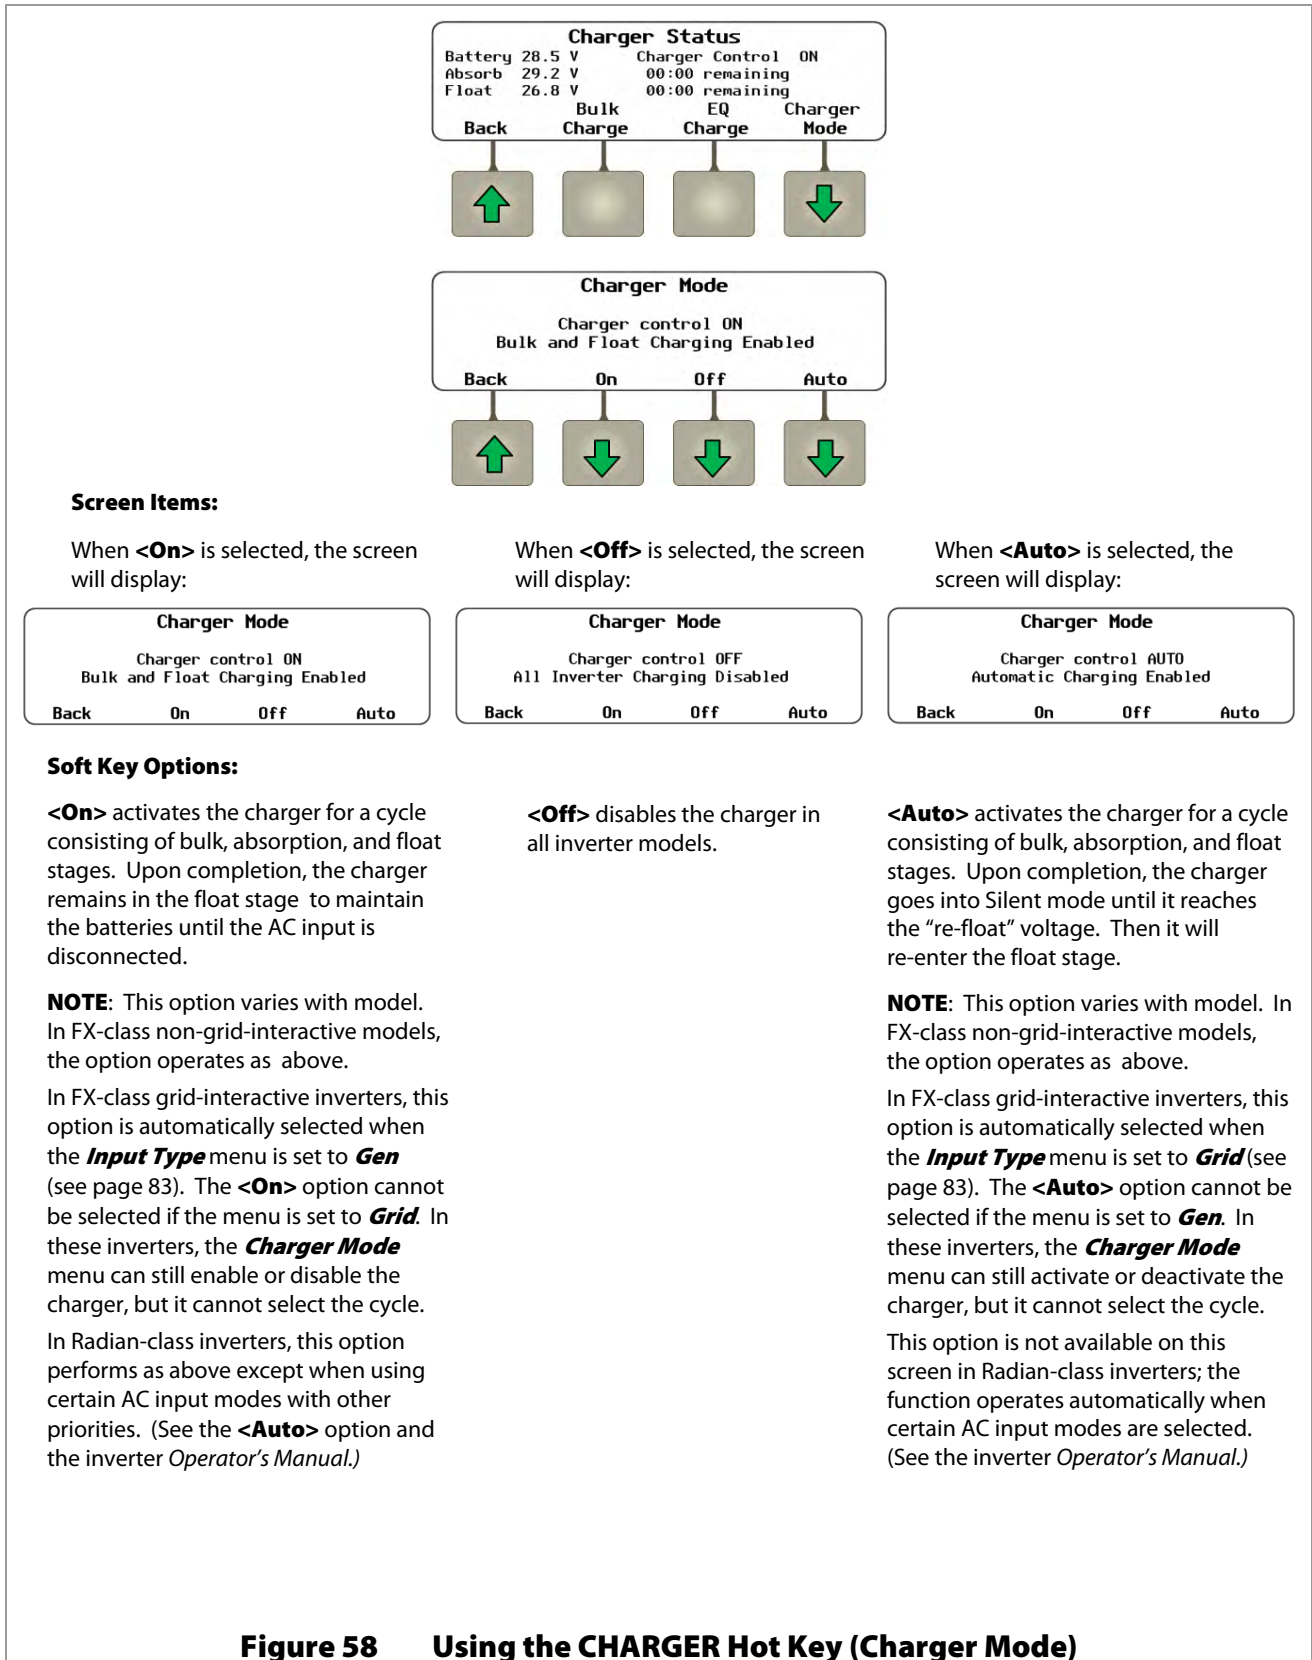 Charger Status
Battery 28.5 V Charger Control ON
Absorb 29.2 V 00:00 remaining
Float 26.8 V 00:00 remaining
Bulk EQ Charger
Back Charge Charge Mode
Charger Mode
Charger control ON
Bulk and Float Charging Enabled
Back On Off Auto
Screen Items:
When <On> is selected, the screen
will display:
Charger Mode
Charger control ON
Bulk and Float Charging Enabled
Back On Off Auto
When <Off> is selected, the screen
will display:
Charger Mode
Charger control OFF
All Inverter Charging Disabled
Back On Off Auto
When <Auto> is selected, the
screen will display:
Charger Mode
Charger control AUTO
Automatic Charging Enabled
Back On Off Auto
Soft Key Options:
<On> activates the charger for a cycle
consisting of bulk, absorption, and float
stages. Upon completion, the charger
remains in the float stage to maintain
the batteries until the AC input is
disconnected.
NOTE: This option varies with model.
In FX-class non-grid-interactive models,
the option operates as above.
In FX-class grid-interactive inverters, this
option is automatically selected when
the Input Type menu is set to Gen
(see page 83). The <On> option cannot
be selected if the menu is set to Grid. In
these inverters, the Charger Mode
menu can still enable or disable the
charger, but it cannot select the cycle.
In Radian-class inverters, this option
performs as above except when using
certain AC input modes with other
priorities. (See the <Auto> option and
the inverter Operator's Manual.)
<Off> disables the charger in
all inverter models.
<Auto> activates the charger for a cycle
consisting of bulk, absorption, and float
stages. Upon completion, the charger
goes into Silent mode until it reaches
the “re-float” voltage. Then it will
re-enter the float stage.
NOTE: This option varies with model. In
FX-class non-grid-interactive models,
the option operates as above.
In FX-class grid-interactive inverters, this
option is automatically selected when
the Input Type menu is set to Grid (see
page 83). The <Auto> option cannot be
selected if the menu is set to Gen. In
these inverters, the Charger Mode
menu can still activate or deactivate the
charger, but it cannot select the cycle.
This option is not available on this
screen in Radian-class inverters; the
function operates automatically when
certain AC input modes are selected.
(See the inverter Operator's Manual.)
Figure 58 Using the CHARGER Hot Key (Charger Mode)